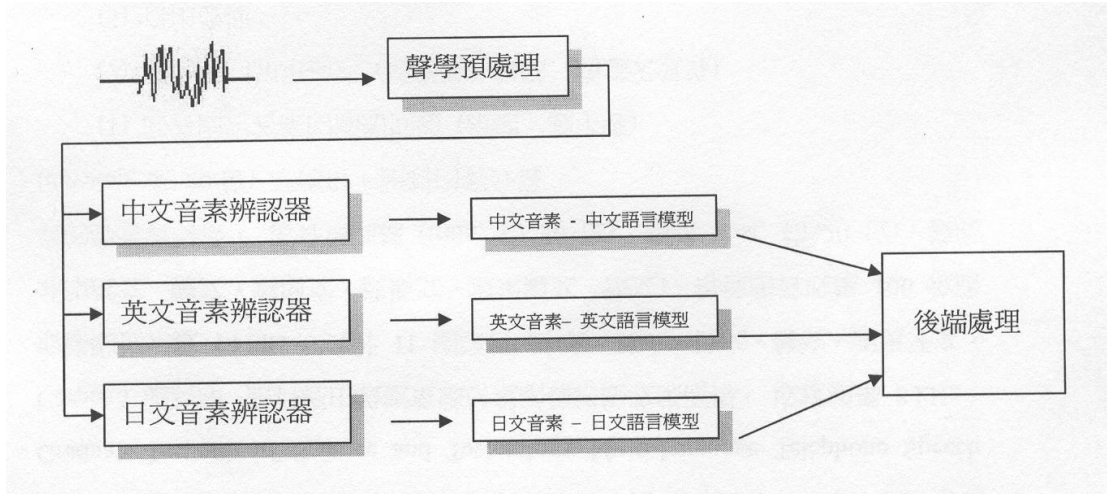 聲學預處理
中文音素辨認器
中文音素 - 中文語言模型
英文音素辨認器
英文音素– 英文語言模型
後端處理
日文音素辨認器
日文音素 – 日文語言模型